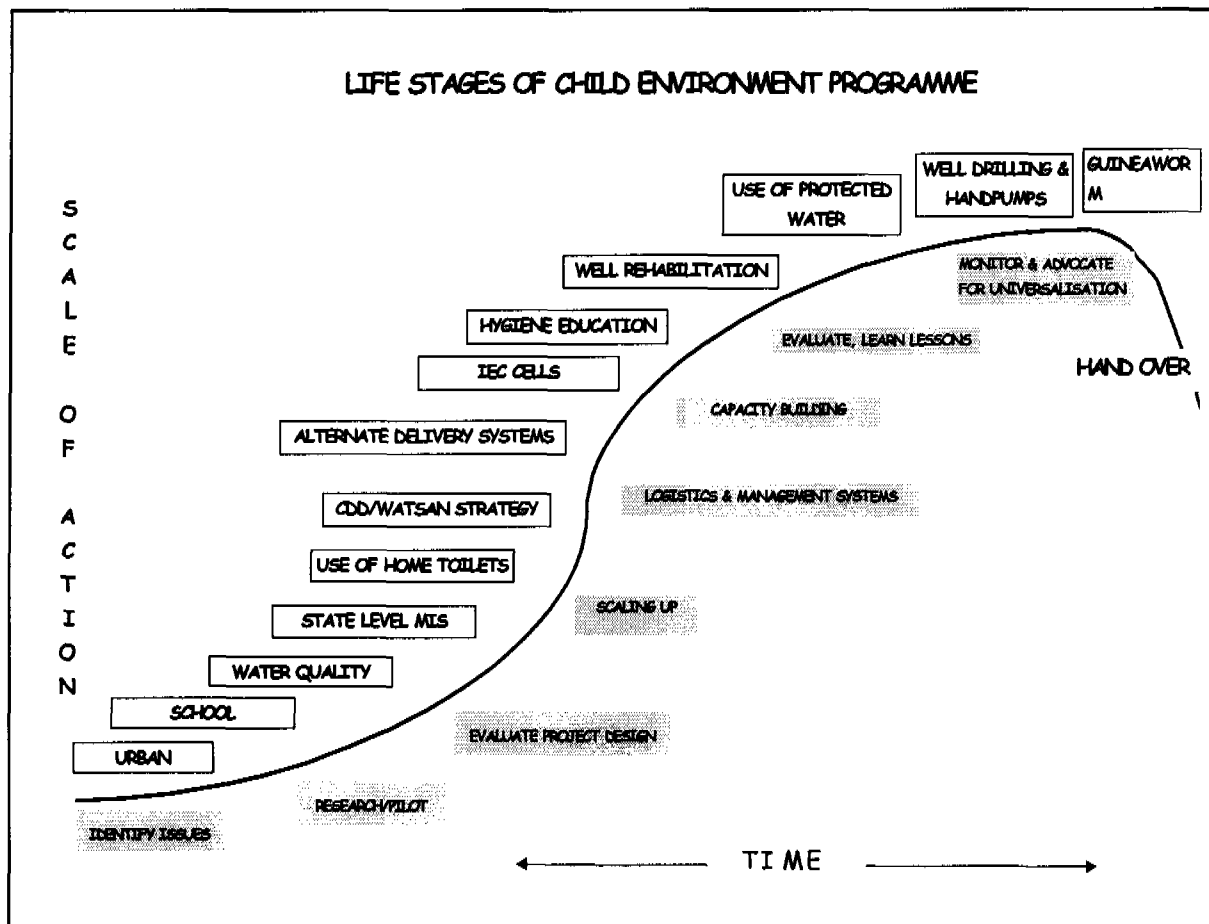 LIFE STAGES OF CHILD ENVIRONMENT PROGRAMME
SCALE OF ACTION
GUINEAWOR
M
WELL DRILLING &
HANDPUMPS
USE OF PROTECTED
WATER
WELL REHABILITATION
HYGIENE EDUCATION
IEC CELLS
ALTERNATE DELIVERY SYSTEMS
CDD/WATSAN STRATEGY
USE OF HOME TOILETS
STATE LEVEL MIS
WATER QUALITY
SCHOOL
URBAN
MONITOR & ADVOCATE
FOR UNIVERSALISATION
EVALUATE, LEARN LESSONS
HAND OVER
CAPACITY BUILDING
LOGISTICS & MANAGEMENT SYSTEMS
SCALING UP
EVALUATE PROJECT DESIGN
RESEARCH/PILOT
IDENTIFY ISSUES
TIME